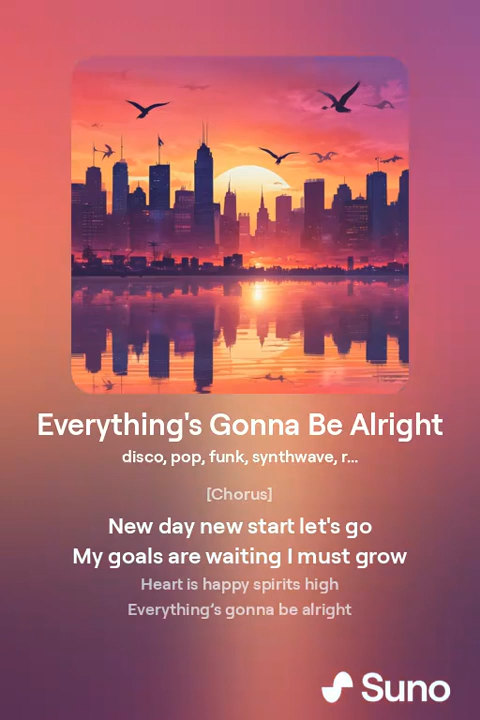 Everything's Gonna Be Alright
disco, pop, funk, synthwave, r...
[Chorus]
New day new start let's go
My goals are waiting I must grow
Heart is happy spirits high
Everything’s gonna be alright
Suno